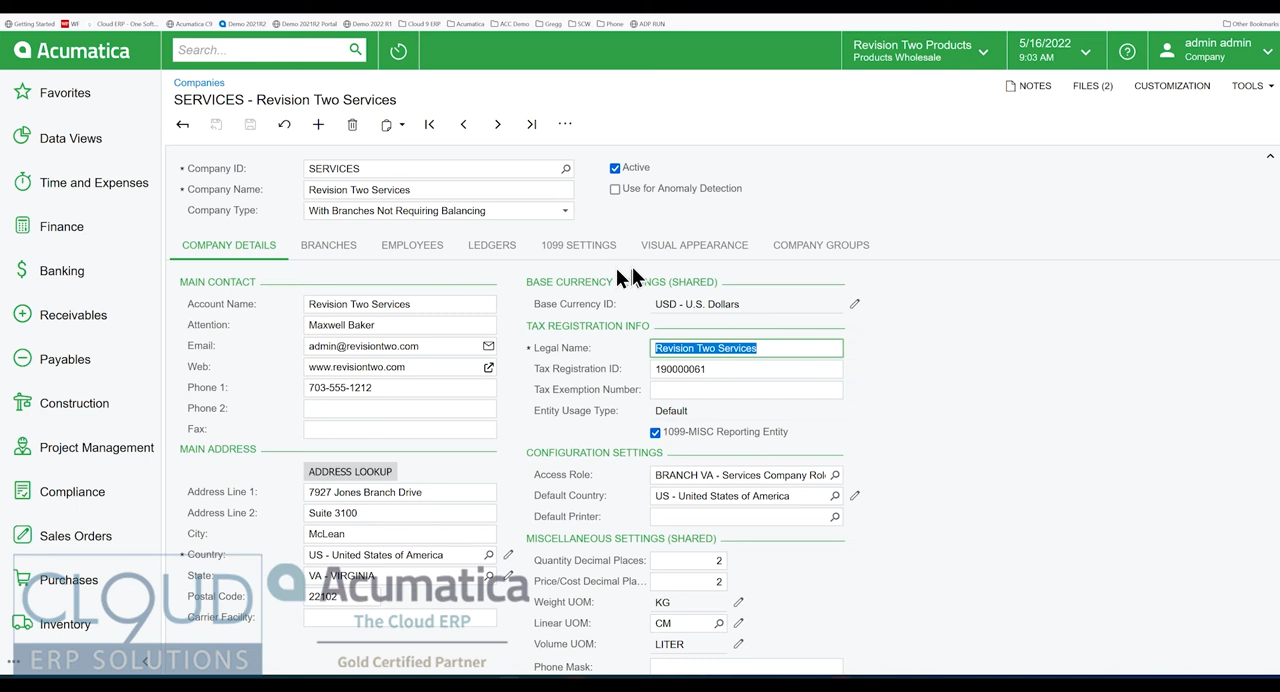 Getting Started WF Cloud ERP - One Soft... Acumatica C9 Demo 2021R2 Demo 2021R2 Portal Demo 2022 R1 Cloud 9 ERP Acumatica ACC Demo Gregg SCW Phone ADP RUN Other Bookmarks
Acumatica Search... Revision Two Products 5/16/2022 admin admin
Products Wholesale 9:03 AM Company
Companies
SERVICES - Revision Two Services NOTES FILES (2) CUSTOMIZATION TOOLS
Favorites
Data Views
Time and Expenses
Finance
Banking
Receivables
Payables
Construction
Project Management
Compliance
Sales Orders
Purchases
Inventory
* Company ID: SERVICES Active
* Company Name: Revision Two Services Use for Anomaly Detection
Company Type: With Branches Not Requiring Balancing
COMPANY DETAILS BRANCHES EMPLOYEES LEDGERS 1099 SETTINGS VISUAL APPEARANCE COMPANY GROUPS
MAIN CONTACT
Account Name: Revision Two Services
Attention: Maxwell Baker
Email: admin@revisiontwo.com
Web: www.revisiontwo.com
Phone 1: 703-555-1212
Phone 2:
Fax:
MAIN ADDRESS
ADDRESS LOOKUP
Address Line 1: 7927 Jones Branch Drive
Address Line 2: Suite 3100
City: McLean
* Country: US - United States of America
State: VA - VIRGINIA
Postal Code: 22102
Carrier Facility:
BASE CURRENCY NGS (SHARED)
Base Currency ID: USD - U.S. Dollars
TAX REGISTRATION INFO
* Legal Name: Revision Two Services
Tax Registration ID: 190000061
Tax Exemption Number:
Entity Usage Type: Default
1099-MISC Reporting Entity
CONFIGURATION SETTINGS
Access Role: BRANCH VA - Services Company Rol
Default Country: US - United States of America
Default Printer:
MISCELLANEOUS SETTINGS (SHARED)
Quantity Decimal Places: 2
Price/Cost Decimal Pla... 2
Weight UOM: KG
Linear UOM: CM
Volume UOM: LITER
Phone Mask:
CLOUD 9
ERP SOLUTIONS
Acumatica
The Cloud ERP
Gold Certified Partner